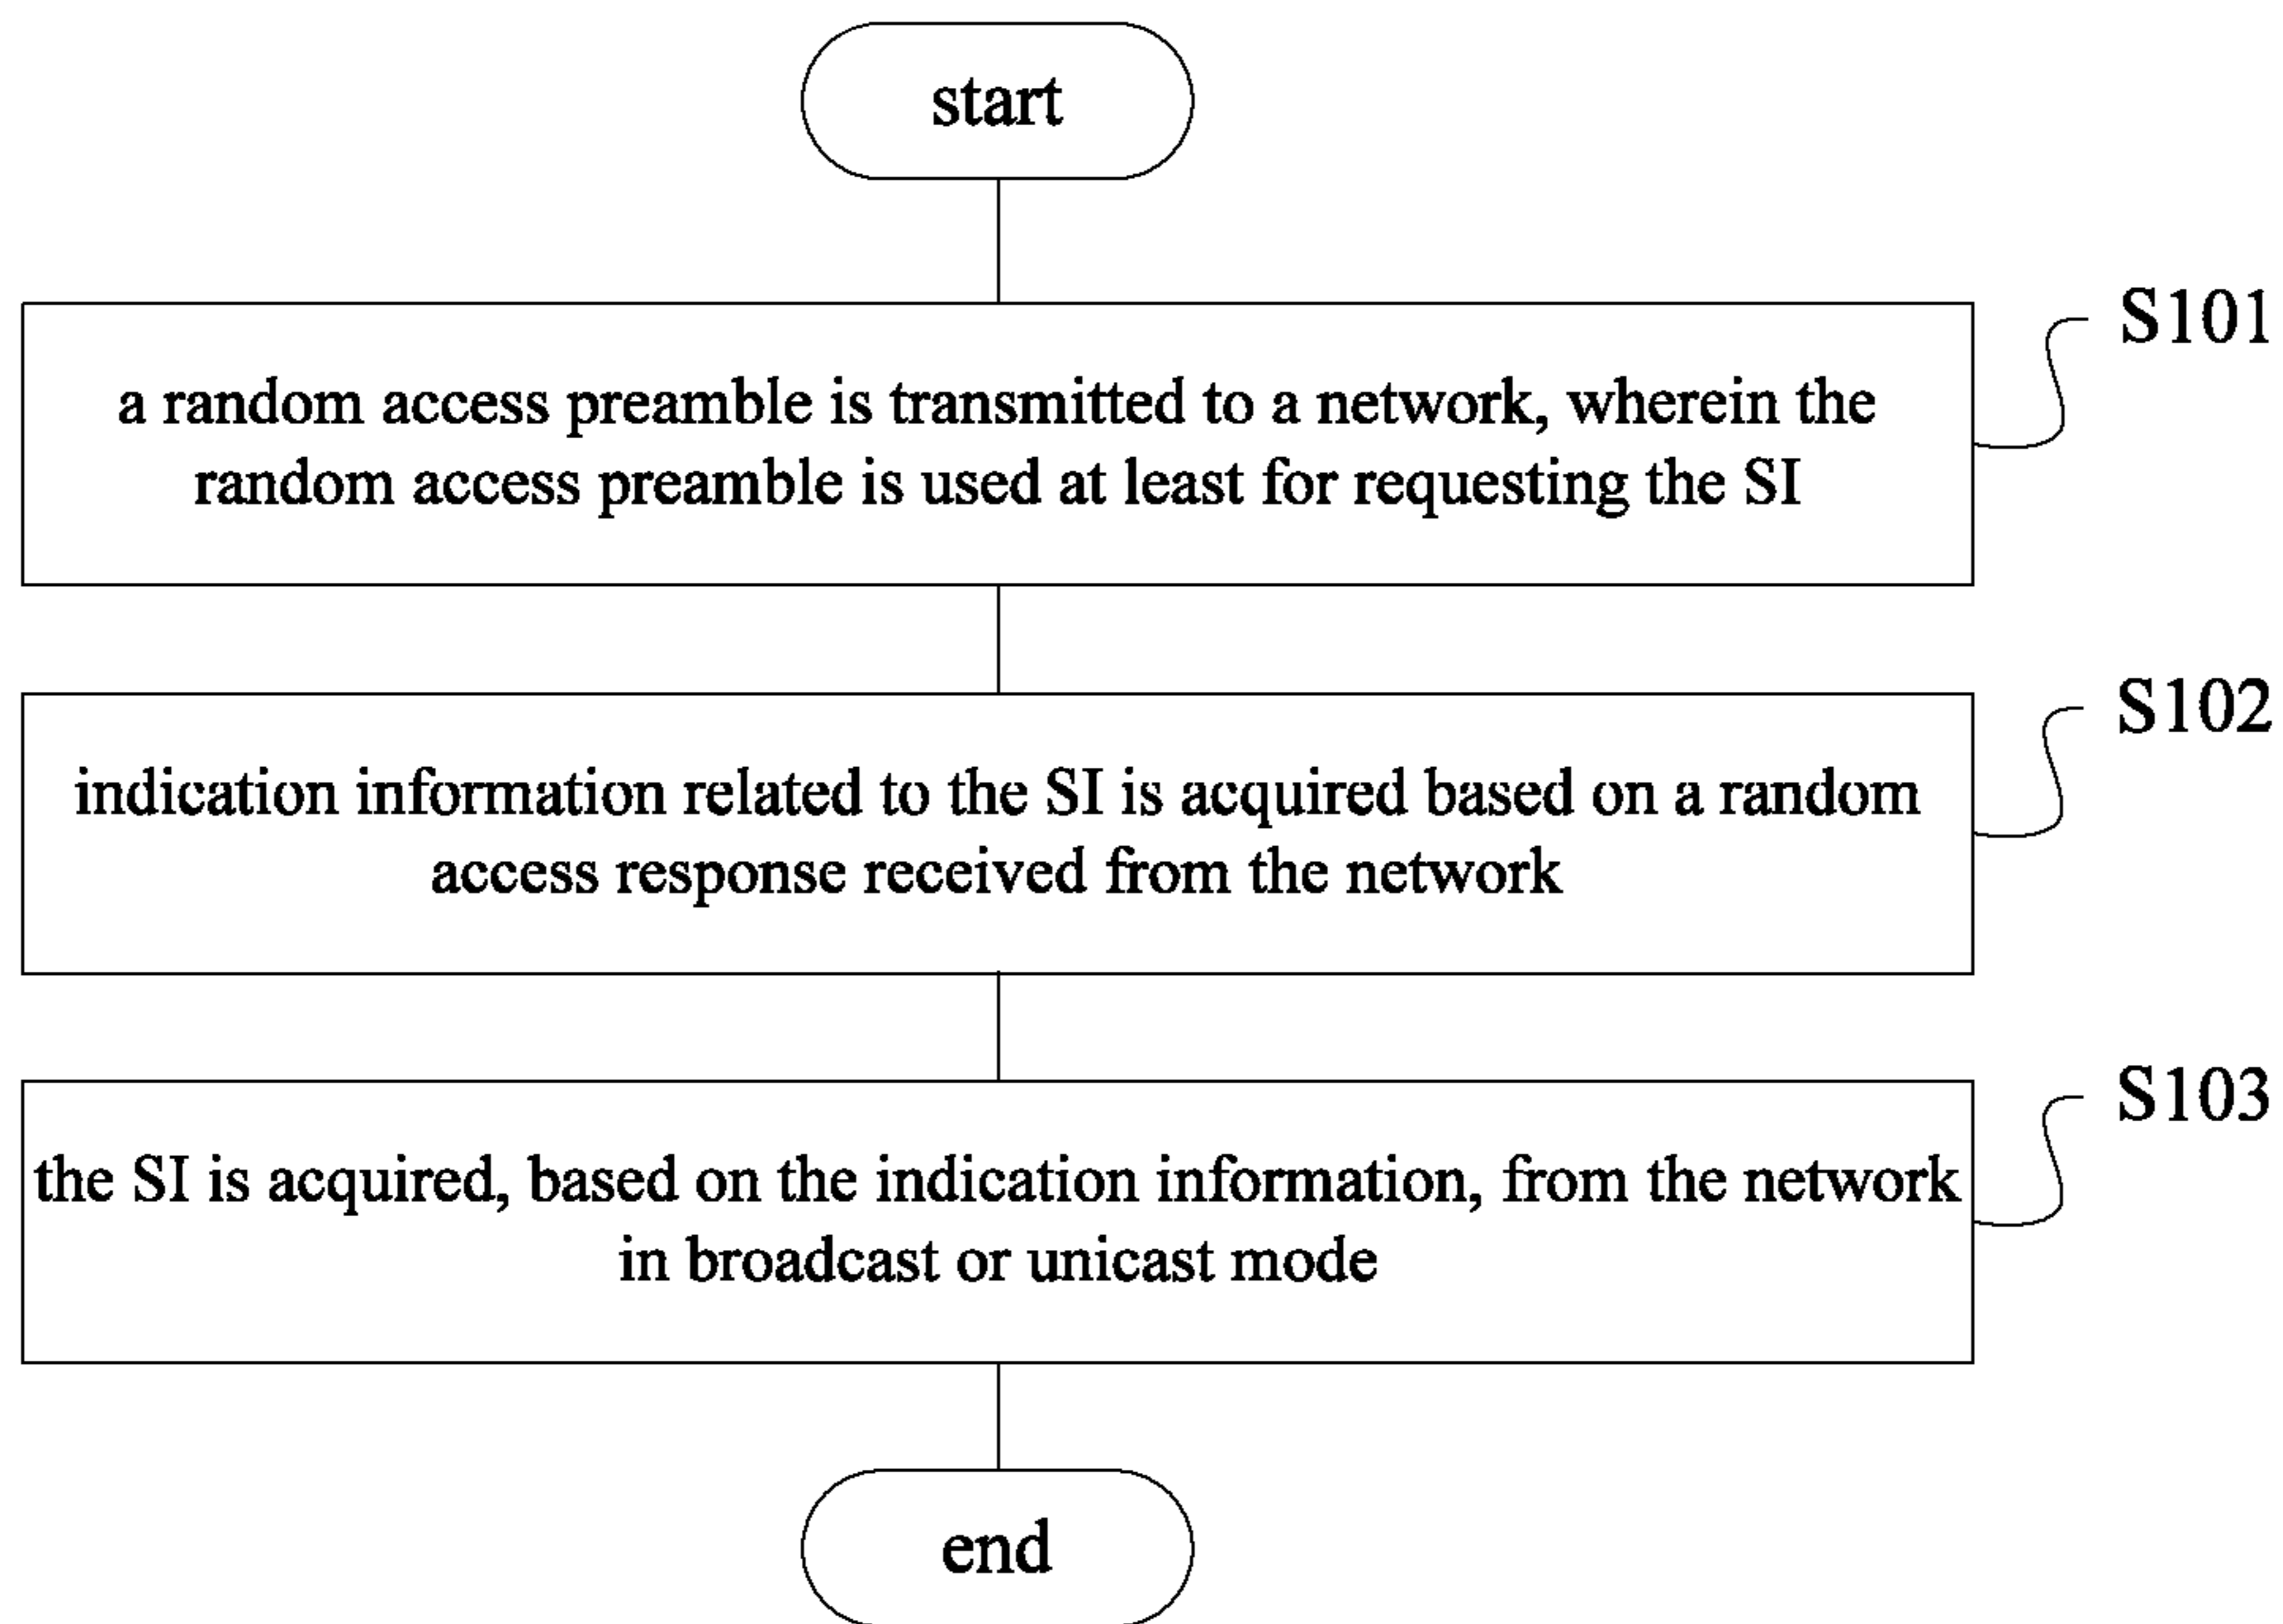 start
S101
a random access preamble is transmitted to a network, wherein the
random access preamble is used at least for requesting the SI
S102
indication information related to the SI is acquired based on a random
access response received from the network
S103
the SI is acquired, based on the indication information, from the network
in broadcast or unicast mode
end